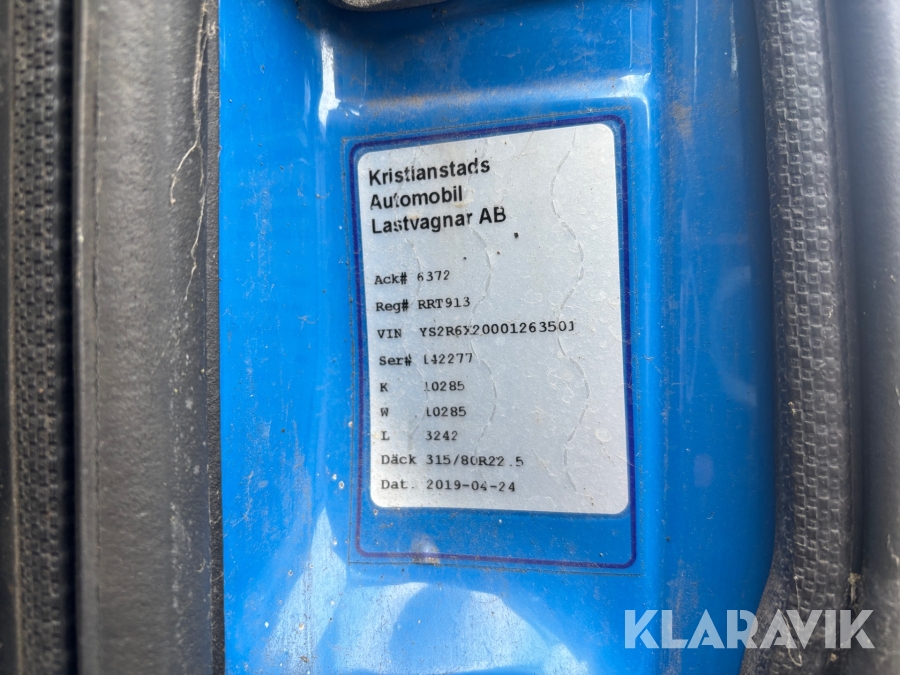 Kristianstads
Automobil
Lastvagnar AB
Ack# 6372
Reg# RRT913
VIN YS2R6X20001263501
Ser# 142277
K 10285
W 10285
L 3242
Däck 315/80R22.5
Dat. 2019-04-24
KLARAVIK